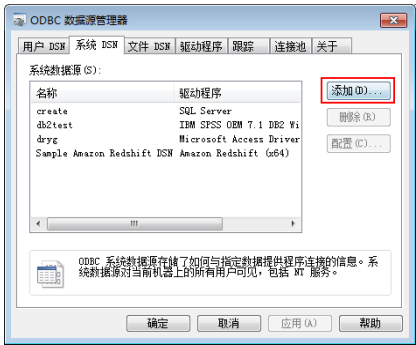 ODBC 数据源管理器
用户 DSN 系统 DSN 文件 DSN 驱动程序 跟踪 连接池 关于
系统数据源(S):
名称 驱动程序
create SQL Server
db2test IBM SPSS OEM 7.1 DB2 Wi
dryg Microsoft Access Driver
Sample Amazon Redshift DSN Amazon Redshift (x64)
添加(D)...
删除(R)
配置(C)...
ODBC 系统数据源存储了如何与指定数据提供程序连接的信息。系
统数据源对当前机器上的所有用户可见，包括 NT 服务。
确定 取消 应用(A) 帮助